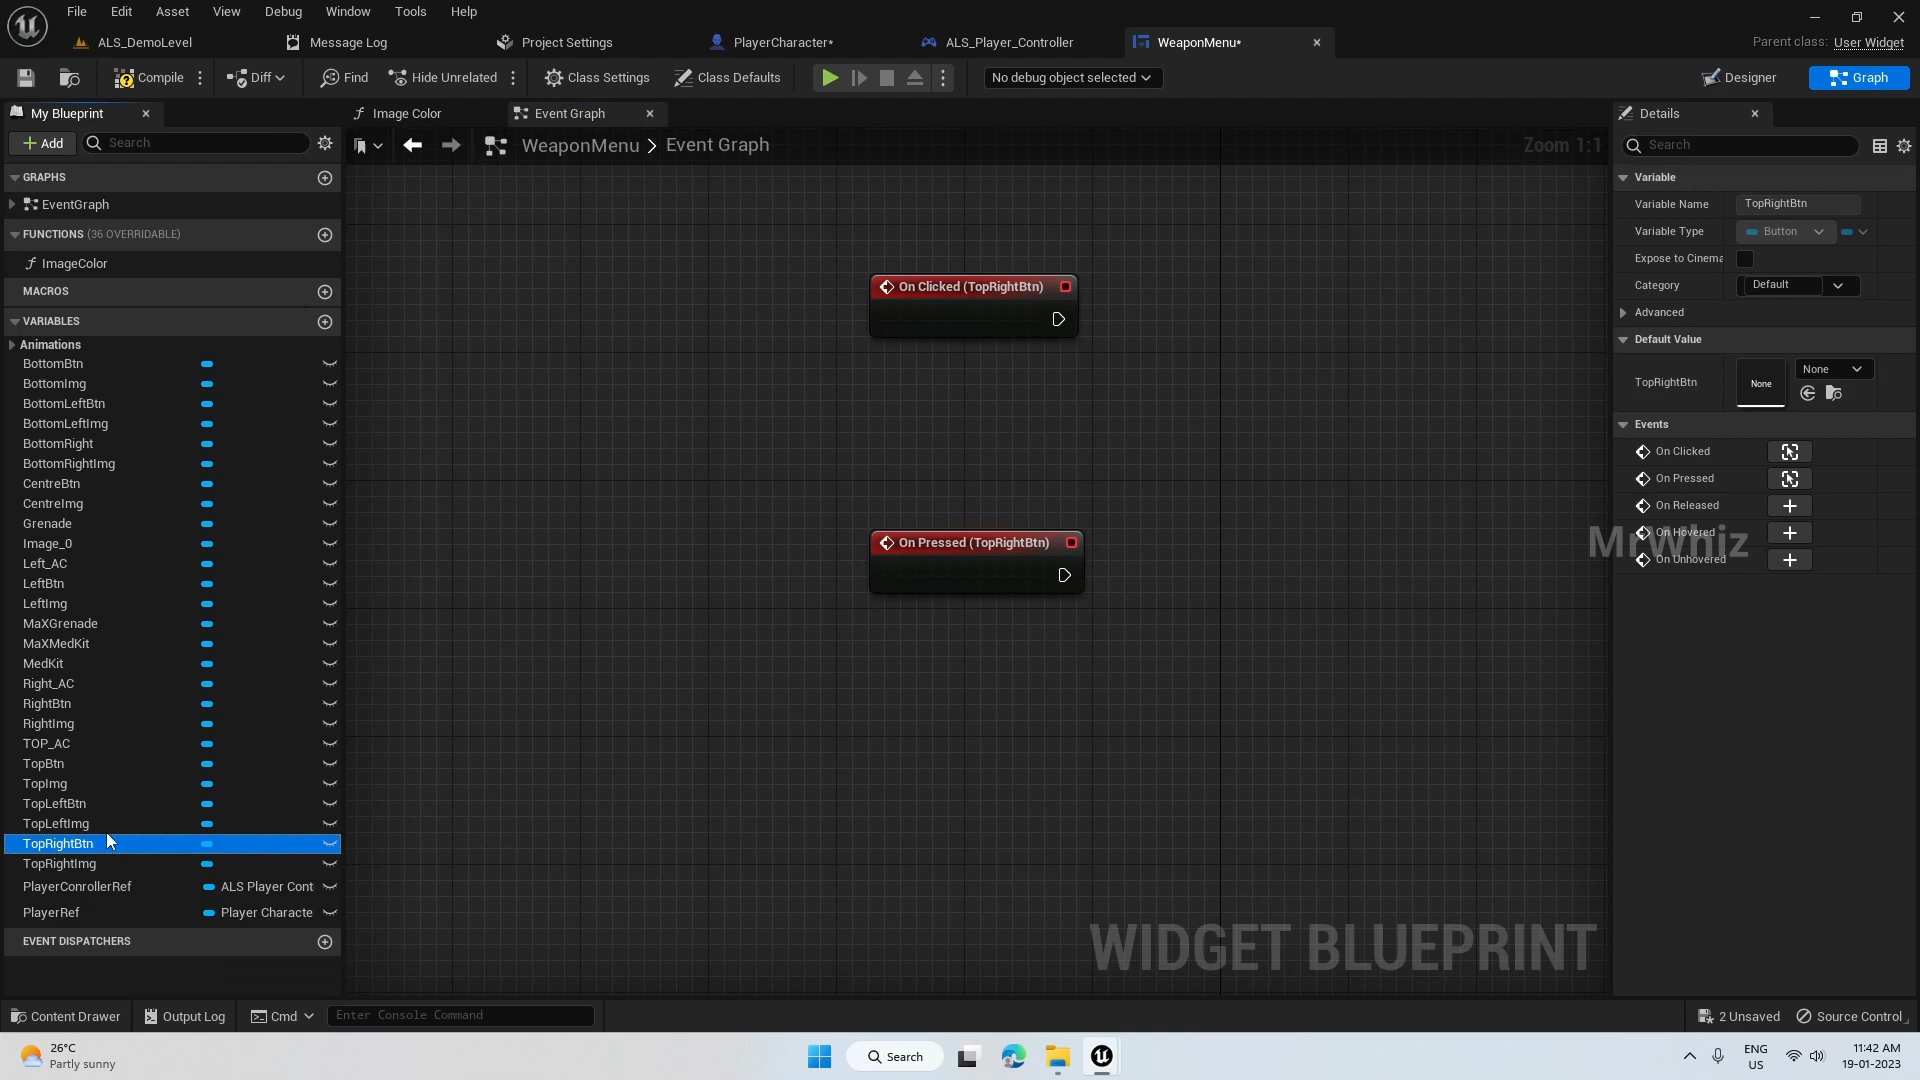 File Edit Asset View Debug Window Tools Help
ALS_DemoLevel Message Log Project Settings PlayerCharacter* ALS_Player_Controller WeaponMenu* Parent class: User Widget
Compile Diff Find Hide Unrelated Class Settings Class Defaults No debug object selected Designer Graph
My Blueprint Image Color Event Graph Details
Add Search WeaponMenu > Event Graph Zoom 1:1 Search
GRAPHS
EventGraph
FUNCTIONS (36 OVERRIDABLE)
ImageColor
MACROS
VARIABLES
Animations
BottomBtn
BottomImg
BottomLeftBtn
BottomLeftImg
BottomRight
BottomRightImg
CentreBtn
CentreImg
Grenade
Image_0
Left_AC
LeftBtn
LeftImg
MaXGrenade
MaXMedKit
MedKit
Right_AC
RightBtn
RightImg
TOP_AC
TopBtn
TopImg
TopLeftBtn
TopLeftImg
TopRightBtn
TopRightImg
PlayerConrollerRef ALS Player Cont
PlayerRef Player Characte
EVENT DISPATCHERS
On Clicked (TopRightBtn)
On Pressed (TopRightBtn)
WIDGET BLUEPRINT
Variable
Variable Name TopRightBtn
Variable Type Button
Expose to Cinema
Category Default
Advanced
Default Value
TopRightBtn None None
Events
On Clicked
On Pressed
On Released
On Hovered
On Unhovered
MrWhiz
Content Drawer Output Log Cmd Enter Console Command 2 Unsaved Source Control
26°C
Partly sunny
Search
ENG
US
11:42 AM
19-01-2023